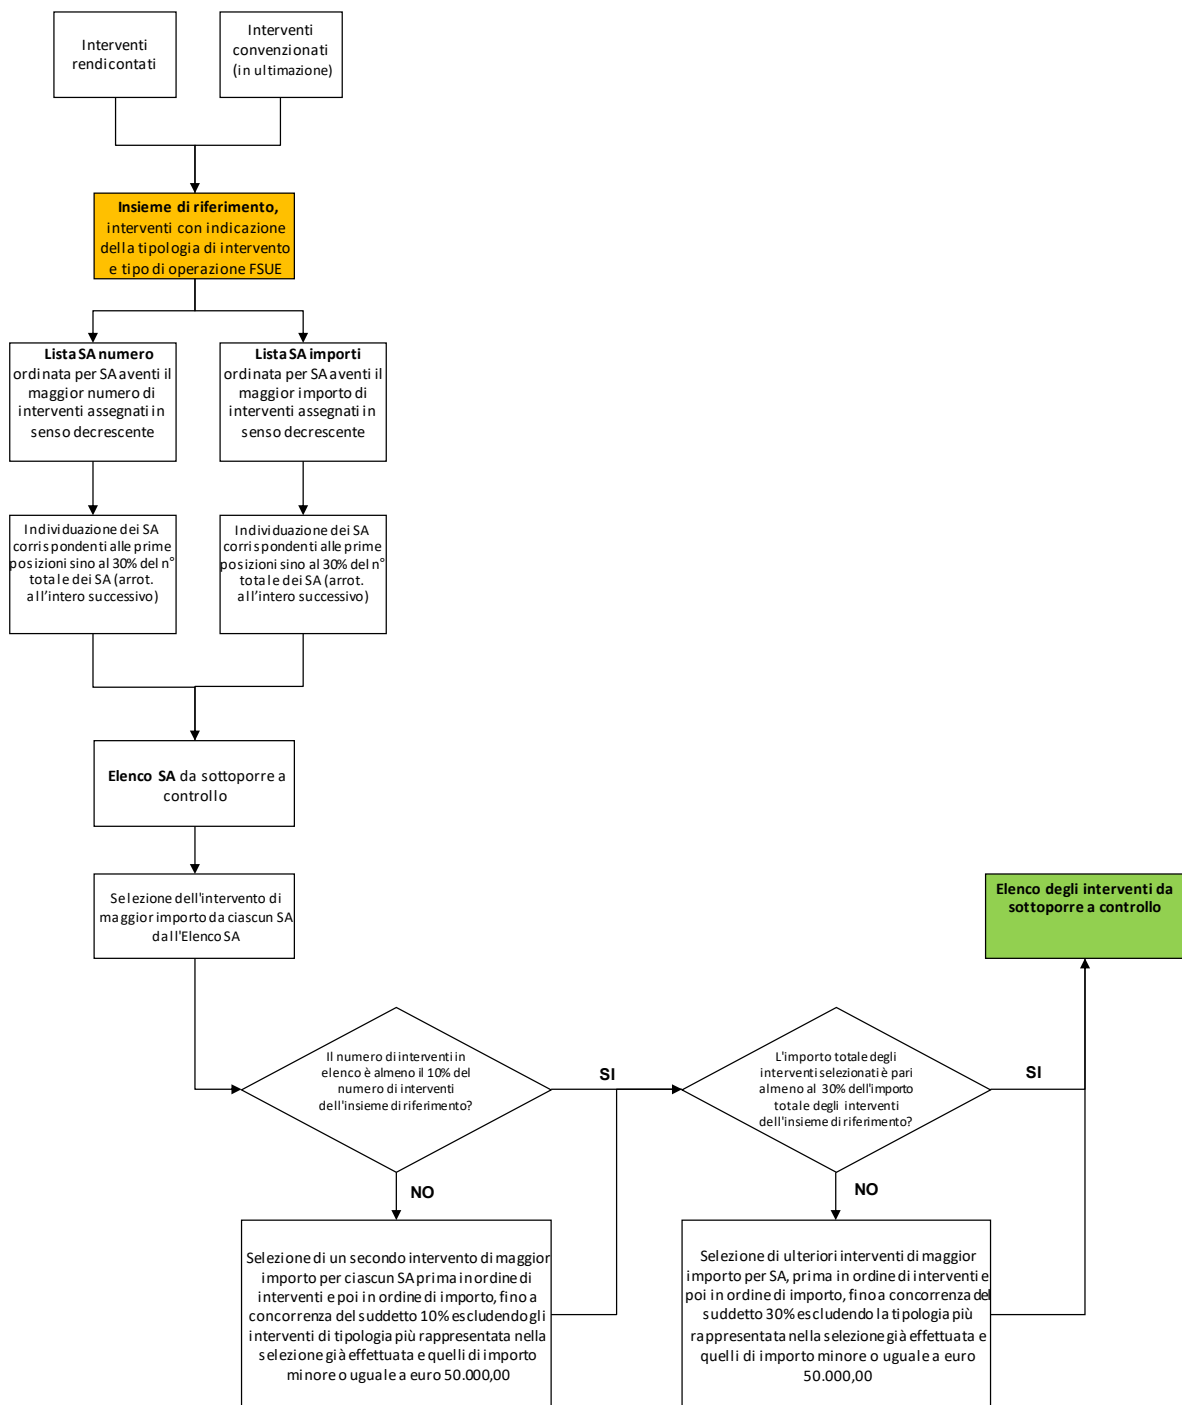 Interventi
rendicontati
Interventi
convenzionati
(in ultimazione)
Insieme di riferimento,
interventi con indicazione
della tipologia di intervento
e tipo di operazione FSUE
Lista SA numero
ordinata per SA aventi il
maggior numero di
interventi assegnati in
senso decrescente
Lista SA importi
ordinata per SA aventi il
maggior importo di
interventi assegnati in
senso decrescente
Individuazione dei SA
corrispondenti alle prime
posizioni sino al 30% del n°
totale dei SA (arrot.
all'intero successivo)
Individuazione dei SA
corrispondenti alle prime
posizioni sino al 30% del n°
totale dei SA (arrot.
all'intero successivo)
Elenco SA da sottoporre a
controllo
Selezione dell'intervento di
maggior importo da ciascun SA
dall'Elenco SA
Elenco degli interventi da
sottoporre a controllo
Il numero di interventi in
elenco è almeno il 10% del
numero di interventi
dell'insieme di riferimento?
SI
L'importo totale degli
interventi selezionati è pari
almeno al 30% dell'importo
totale degli interventi
dell'insieme di riferimento?
SI
NO
NO
Selezione di un secondo intervento di maggior
importo per ciascun SA prima in ordine di
interventi e poi in ordine di importo, fino a
concorrenza del suddetto 10% escludendo gli
interventi di tipologia più rappresentata nella
selezione già effettuata e quelli di importo
minore o uguale a euro 50.000,00
Selezione di ulteriori interventi di maggior
importo per SA, prima in ordine di interventi e
poi in ordine di importo, fino a concorrenza del
suddetto 30% escludendo la tipologia più
rappresentata nella selezione già effettuata e
quelli di importo minore o uguale a euro
50.000,00